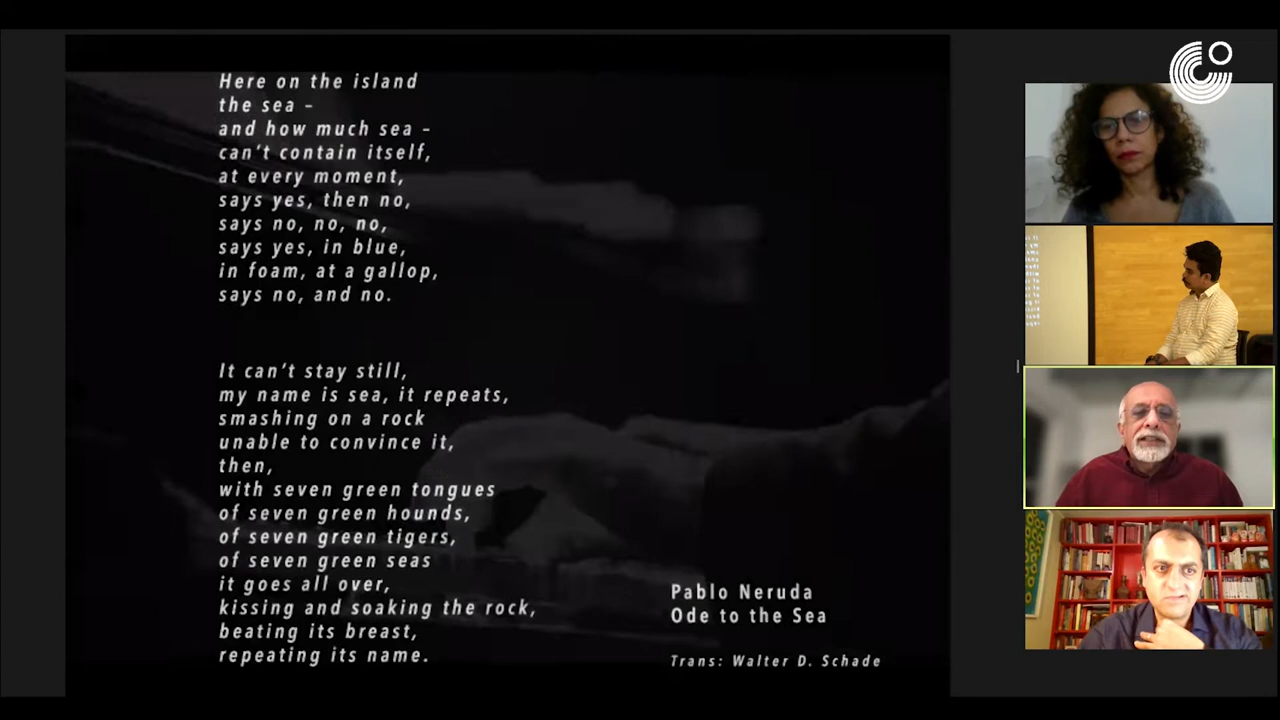 Here on the island
the sea –
and how much sea –
can't contain itself,
at every moment,
says yes, then no,
says no, no, no,
says yes, in blue,
in foam, at a gallop,
says no, and no.
It can't stay still,
my name is sea, it repeats,
smashing on a rock
unable to convince it,
then,
with seven green tongues
of seven green hounds,
of seven green tigers,
of seven green seas
it goes all over,
kissing and soaking the rock,
beating its breast,
repeating its name.
Pablo Neruda
Ode to the Sea
Trans: Walter D. Schade